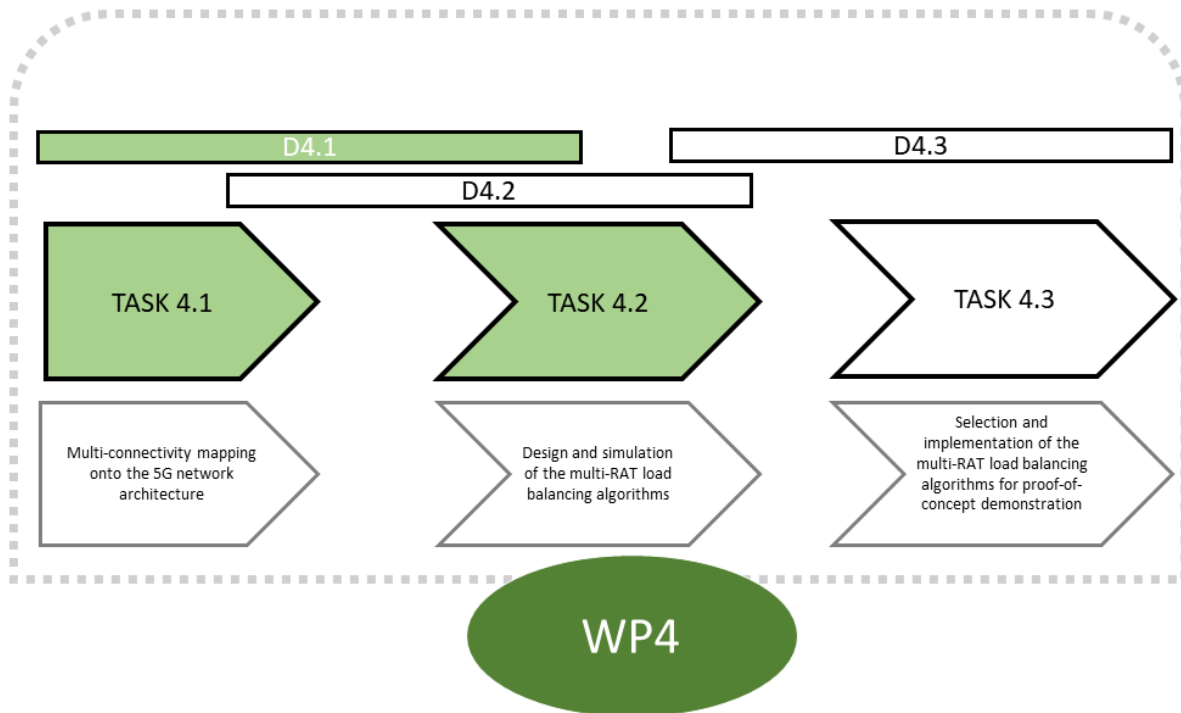 D4.1
D4.3
D4.2
TASK 4.1
TASK 4.2
TASK 4.3
Multi-connectivity mapping
onto the 5G network
architecture
Design and simulation
of the multi-RAT load
balancing algorithms
Selection and
implementation of the
multi-RAT load balancing
algorithms for proof-of-
concept demonstration
WP4